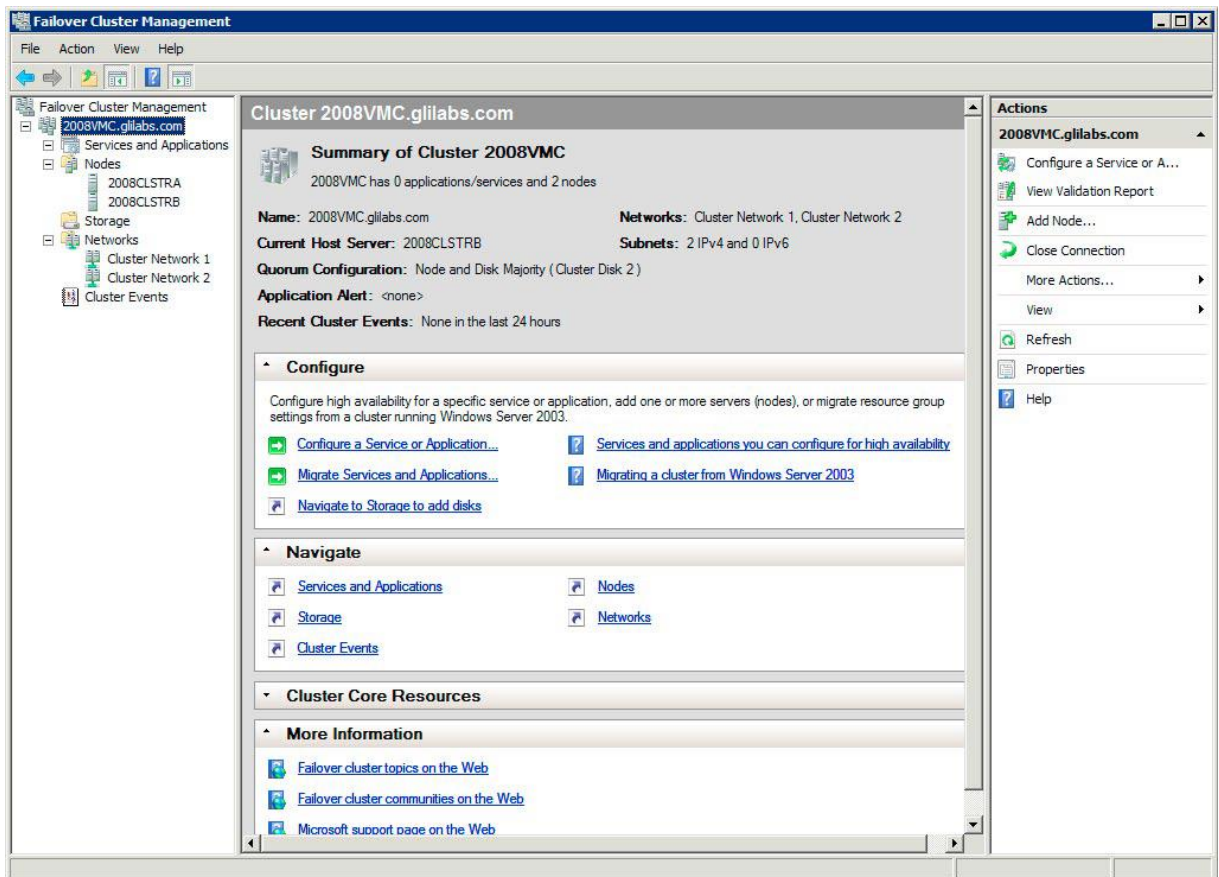 Failover Cluster Management
File Action View Help
Failover Cluster Management
2008VMC.glilabs.com
Services and Applications
Nodes
2008CLSTRA
2008CLSTRB
Storage
Networks
Cluster Network 1
Cluster Network 2
Cluster Events
Cluster 2008VMC.glilabs.com
Summary of Cluster 2008VMC
2008VMC has 0 applications/services and 2 nodes
Name: 2008VMC.glilabs.com Networks: Cluster Network 1, Cluster Network 2
Current Host Server: 2008CLSTRB Subnets: 2 IPv4 and 0 IPv6
Quorum Configuration: Node and Disk Majority (Cluster Disk 2)
Application Alert: <none>
Recent Cluster Events: None in the last 24 hours
Configure
Configure high availability for a specific service or application, add one or more servers (nodes), or migrate resource group
settings from a cluster running Windows Server 2003.
Configure a Service or Application... Services and applications you can configure for high availability
Migrate Services and Applications... Migrating a cluster from Windows Server 2003
Navigate to Storage to add disks
Navigate
Services and Applications Nodes
Storage Networks
Cluster Events
Cluster Core Resources
More Information
Failover cluster topics on the Web
Failover cluster communities on the Web
Microsoft support page on the Web
Actions
2008VMC.glilabs.com
Configure a Service or A...
View Validation Report
Add Node...
Close Connection
More Actions...
View
Refresh
Properties
Help